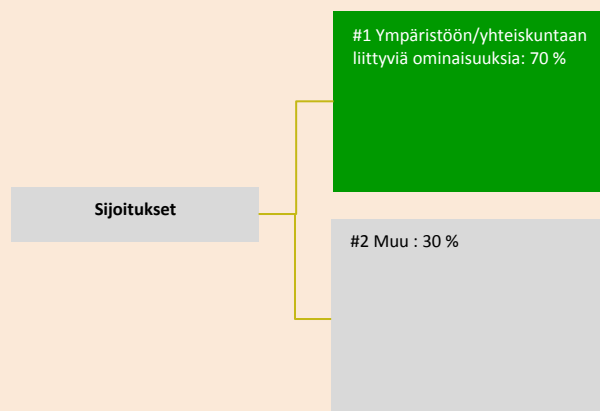 #1 Ympäristöön/yhteiskuntaan
liittyviä ominaisuuksia: 70 %
Sijoitukset
#2 Muu : 30 %